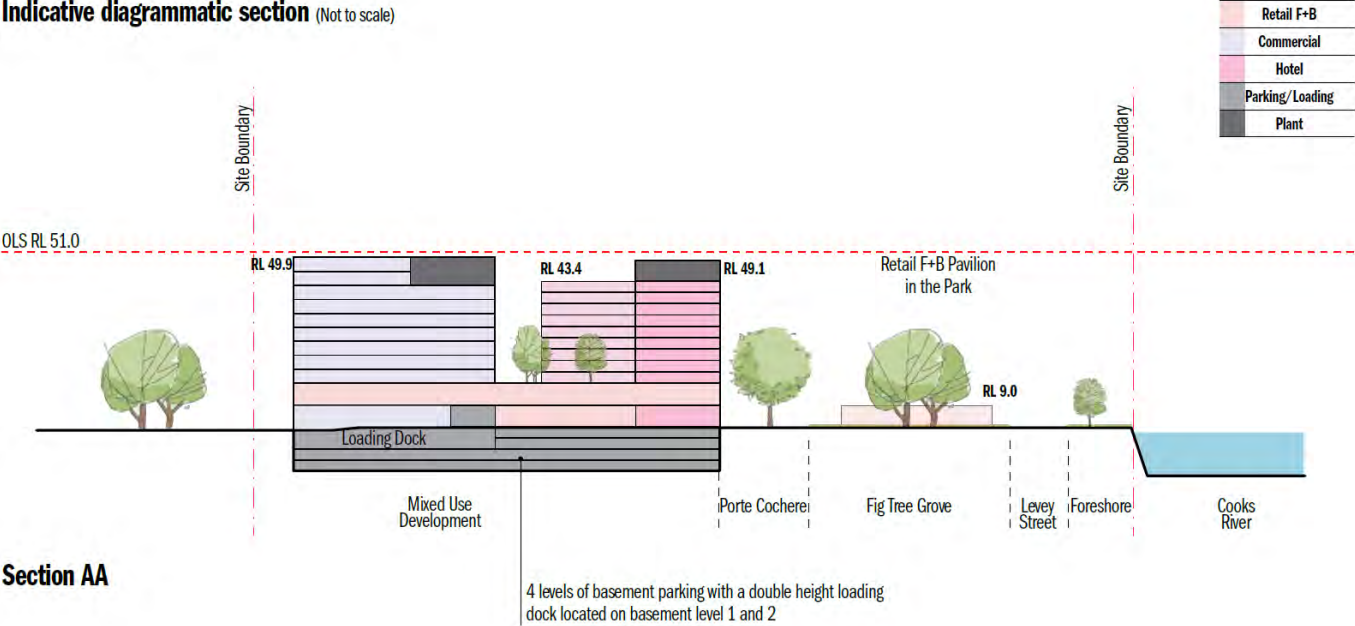 Indicative diagrammatic section (Not to scale)
Retail F+B
Commercial
Hotel
Parking/Loading
Plant
Site Boundary
Site Boundary
OLS RL 51.0
RL 49.9
RL 43.4
RL 49.1
Retail F+B Pavilion
in the Park
RL 9.0
Loading Dock
Mixed Use
Development
Porte Cochere
Fig Tree Grove
Levey
Street
Foreshore
Cooks
River
Section AA
4 levels of basement parking with a double height loading
dock located on basement level 1 and 2